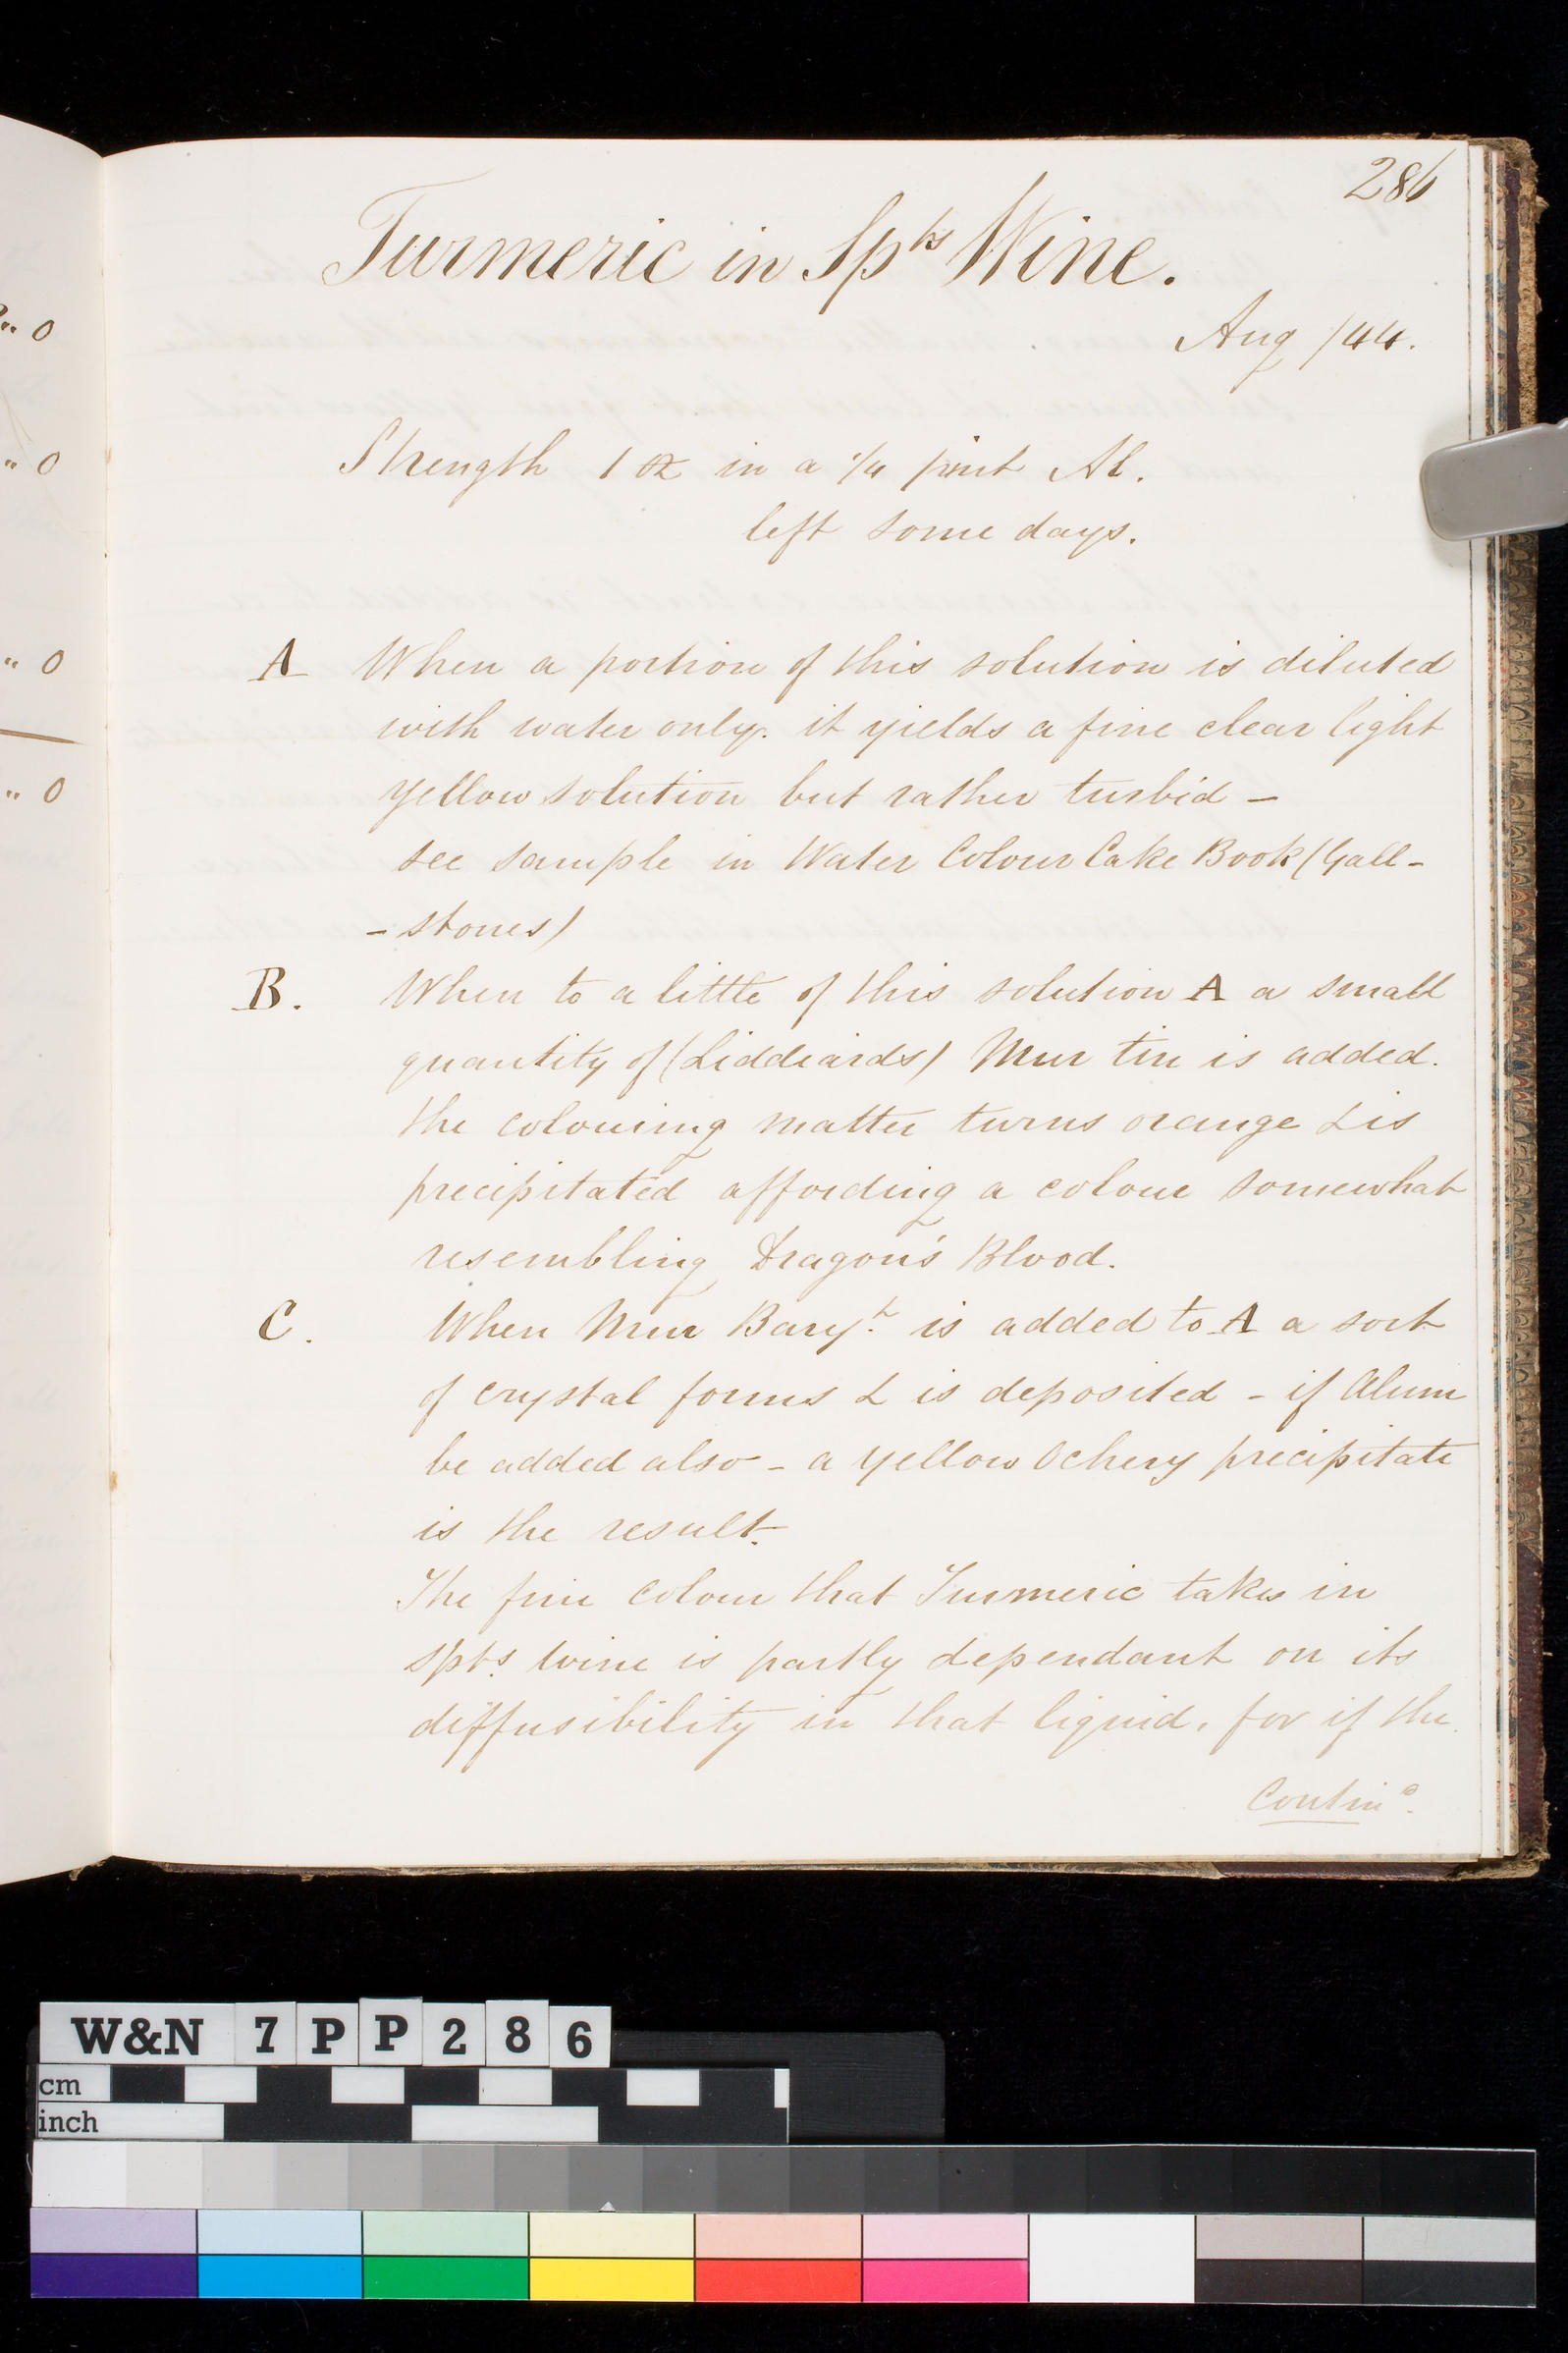 286
Turmeric in Spts Wine.
Aug /44.
Strength 1 oz in a 1/4 pint Al.
left some days.
A When a portion of this solution is diluted
with water only. it yields a fine clear light
yellow solution but rather turbid –
see sample in Water Colour Cake Book (Gall-
- stones)
B. When to a little of this solution A a small
quantity of (Liddeiards) Mur tin is added.
the colouring matter turns orange & is
precipitated affording a colour somewhat
resembling Dragon's Blood.
C. When Mur Baryt. is added to A a sort
of crystal forms & is deposited – if Alum
be added also – a yellow Ochery precipitate
is the result.
The fine colour that Turmeric takes in
Spts. wine is partly dependant on its
diffusibility in that liquid, for if the
" 0
" 0
" 0
" 0
W&N 7PP286
cm
inch